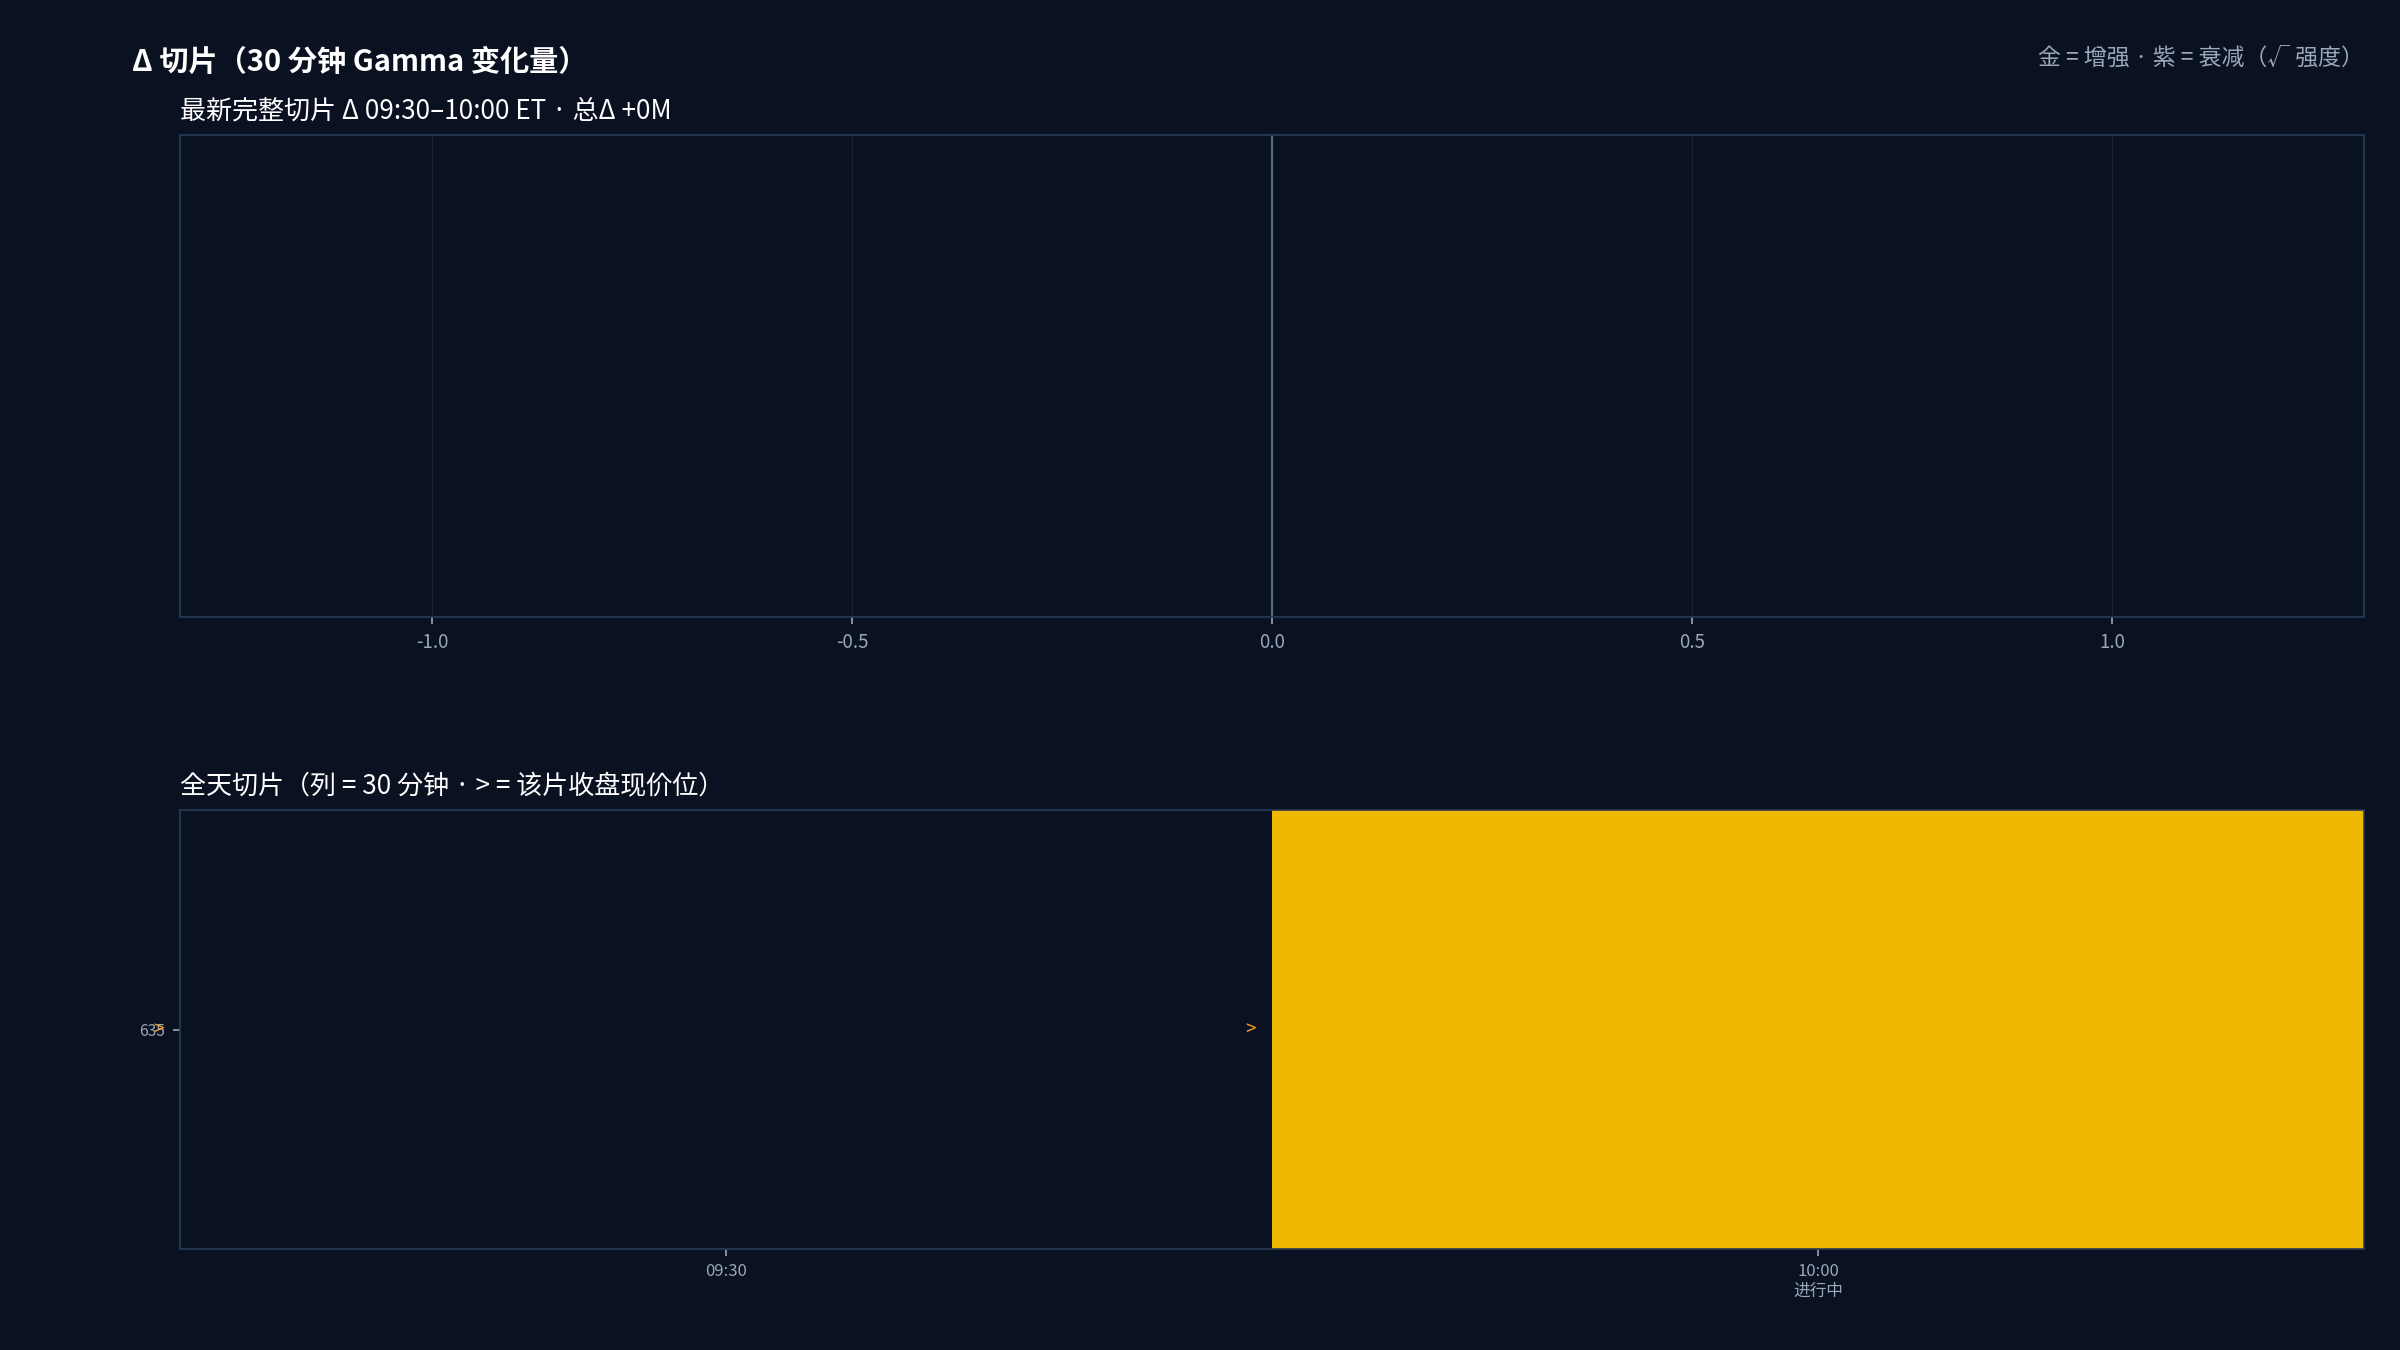 Δ 切片（30 分钟 Gamma 变化量）
金 = 增强 · 紫 = 衰减（√ 强度）
最新完整切片 Δ 09:30–10:00 ET · 总Δ +0M
-1.0 -0.5 0.0 0.5 1.0
全天切片（列 = 30 分钟 · > = 该片收盘现价位）
635 > >
09:30 10:00
进行中